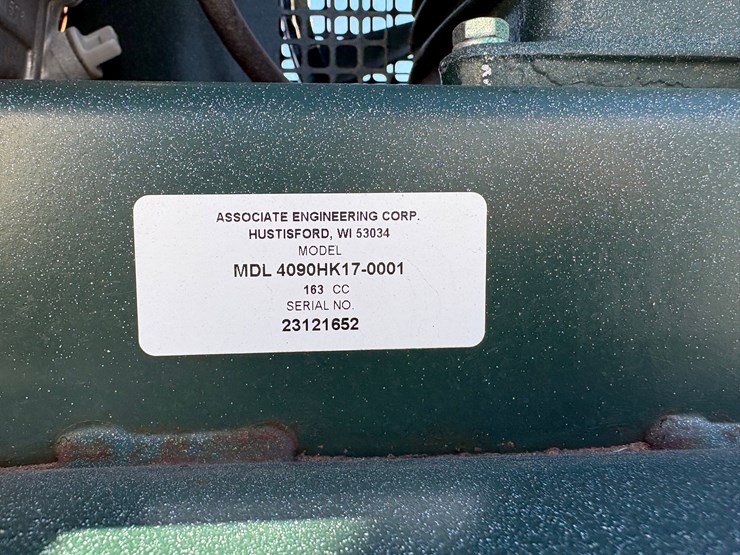 ASSOCIATE ENGINEERING CORP.
HUSTISFORD, WI 53034
MODEL
MDL 4090HK17-0001
163 CC
SERIAL NO.
23121652